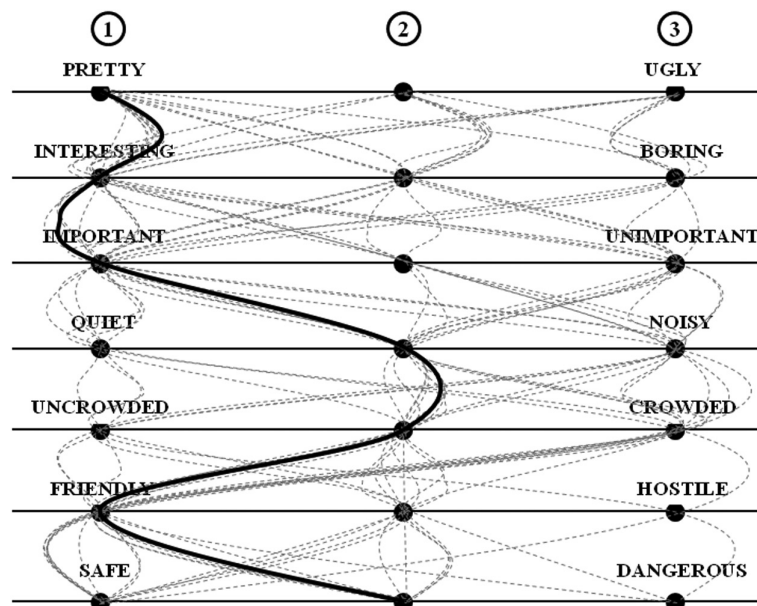 1 2 3
PRETTY UGLY
INTERESTING BORING
IMPORTANT UNIMPORTANT
QUIET NOISY
UNCROWDED CROWDED
FRIENDLY HOSTILE
SAFE DANGEROUS